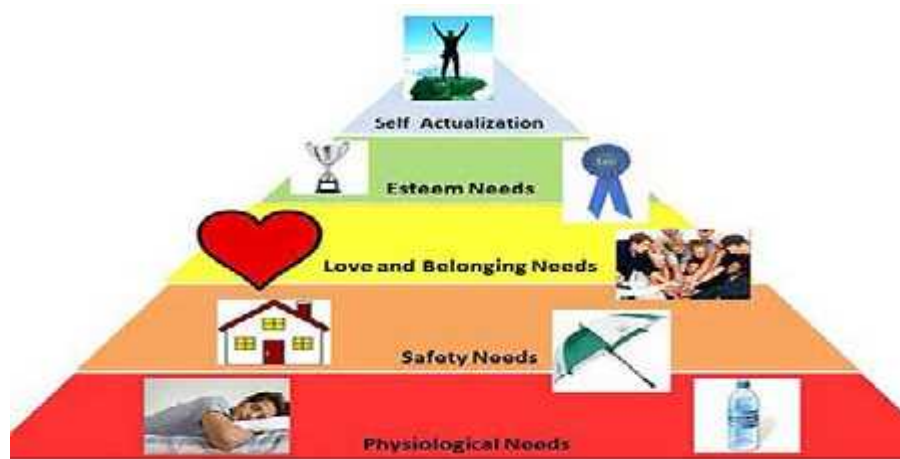 Self Actualization
Esteem Needs
Love and Belonging Needs
Safety Needs
Physiological Needs